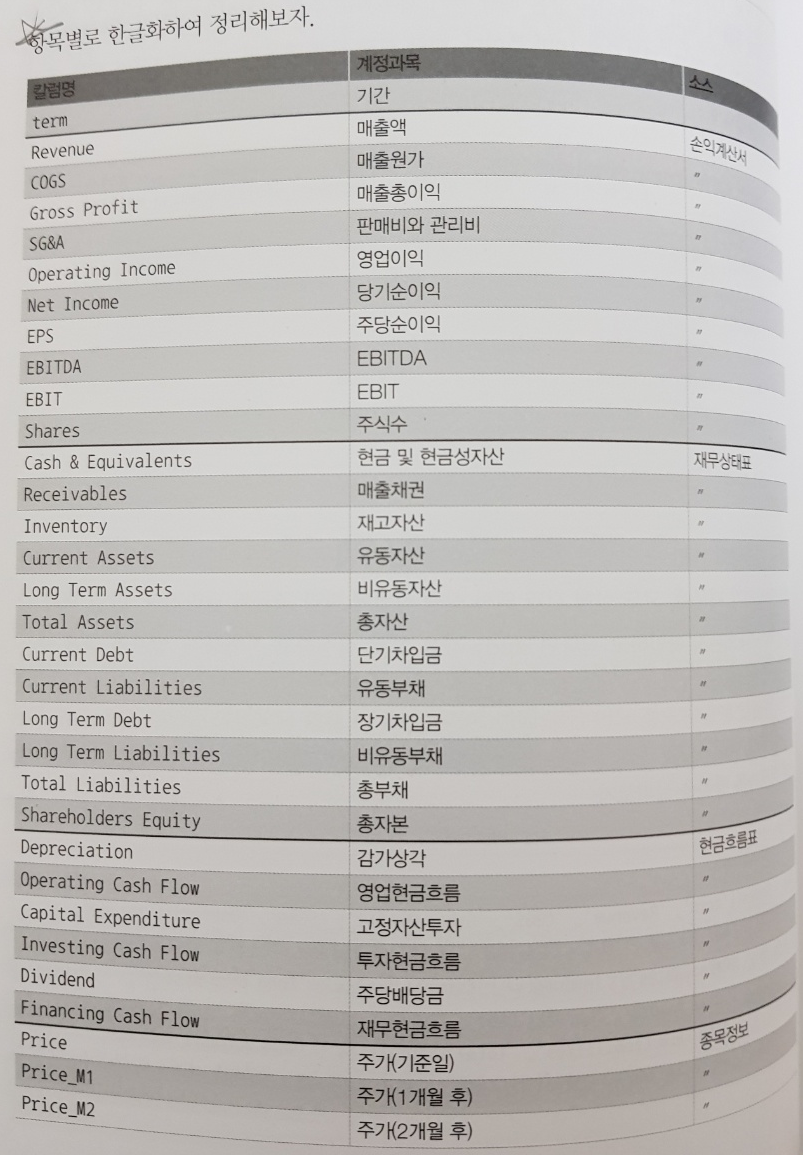 항목별로 한글화하여 정리해보자.
칼럼명 계정과목 소스
term 기간
Revenue 매출액 손익계산서
COGS 매출원가 〃
Gross Profit 매출총이익 〃
SG&A 판매비와 관리비 〃
Operating Income 영업이익 〃
Net Income 당기순이익 〃
EPS 주당순이익 〃
EBITDA EBITDA 〃
EBIT EBIT 〃
Shares 주식수 〃
Cash & Equivalents 현금 및 현금성자산 재무상태표
Receivables 매출채권 〃
Inventory 재고자산 〃
Current Assets 유동자산 〃
Long Term Assets 비유동자산 〃
Total Assets 총자산 〃
Current Debt 단기차입금 〃
Current Liabilities 유동부채 〃
Long Term Debt 장기차입금 〃
Long Term Liabilities 비유동부채 〃
Total Liabilities 총부채 〃
Shareholders Equity 총자본 〃
Depreciation 감가상각 현금흐름표
Operating Cash Flow 영업현금흐름 〃
Capital Expenditure 고정자산투자 〃
Investing Cash Flow 투자현금흐름 〃
Dividend 주당배당금 〃
Financing Cash Flow 재무현금흐름 〃
Price 주가(기준일) 종목정보
Price_M1 주가(1개월 후) 〃
Price_M2 주가(2개월 후) 〃